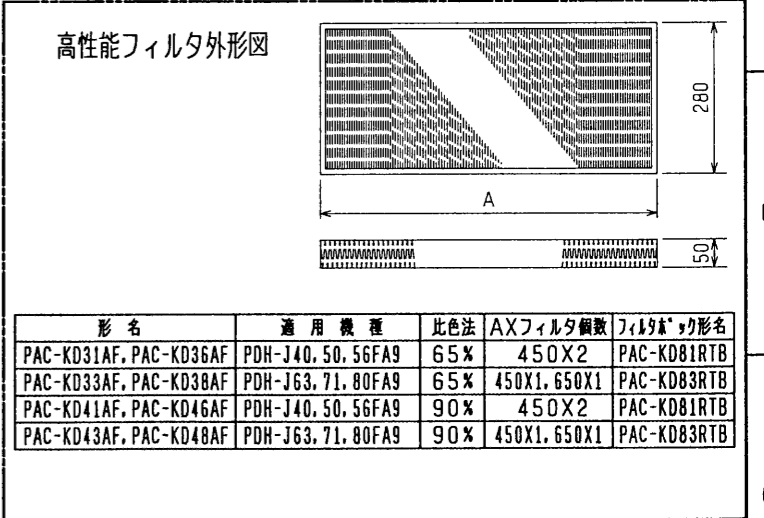 高性能フィルタ外形図
280
A
50
形 名 適 用 機 種 比色法 AXフィルタ個数 フィルタボック形名
PAC-KD31AF, PAC-KD36AF PDH-J40, 50, 56FA9 65% 450X2 PAC-KD81RTB
PAC-KD33AF, PAC-KD38AF PDH-J63, 71, 80FA9 65% 450X1, 650X1 PAC-KD83RTB
PAC-KD41AF, PAC-KD46AF PDH-J40, 50, 56FA9 90% 450X2 PAC-KD81RTB
PAC-KD43AF, PAC-KD48AF PDH-J63, 71, 80FA9 90% 450X1, 650X1 PAC-KD83RTB